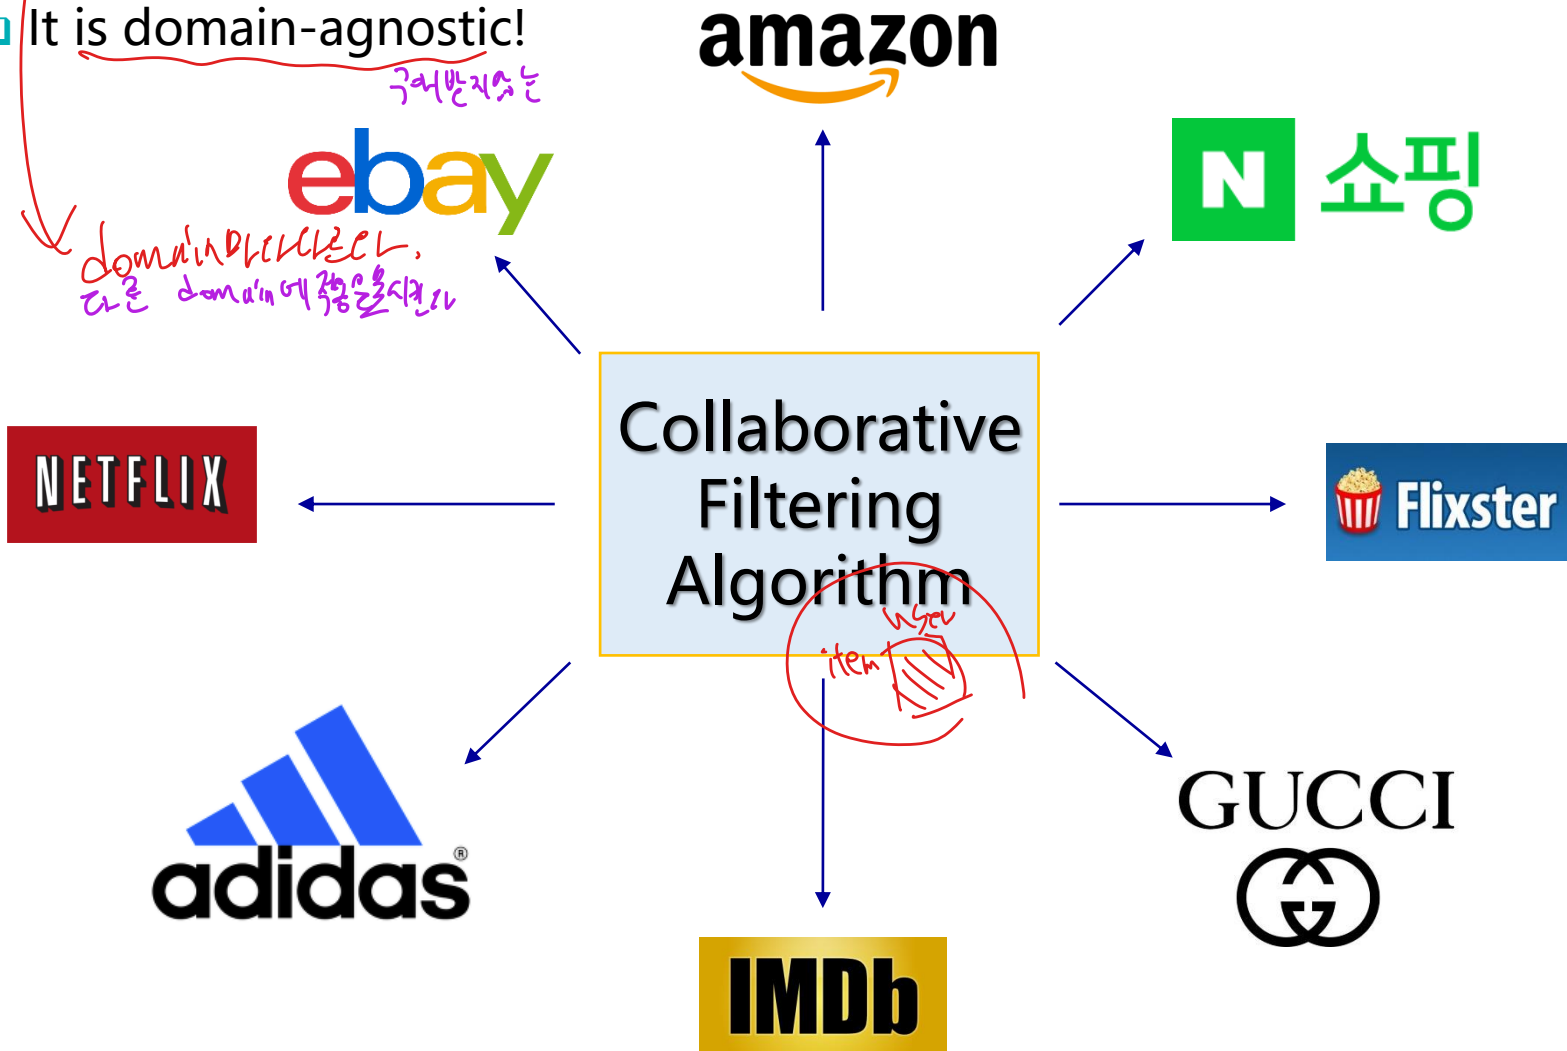 It is domain-agnostic!
구애받지않는
amazon
N 쇼핑
ebay
domain마다다르다.
다른 domain에 적용을시킨다
NETFLIX
Collaborative
Filtering
Algorithm
user
item
Flixster
adidas®
GUCCI
IMDb